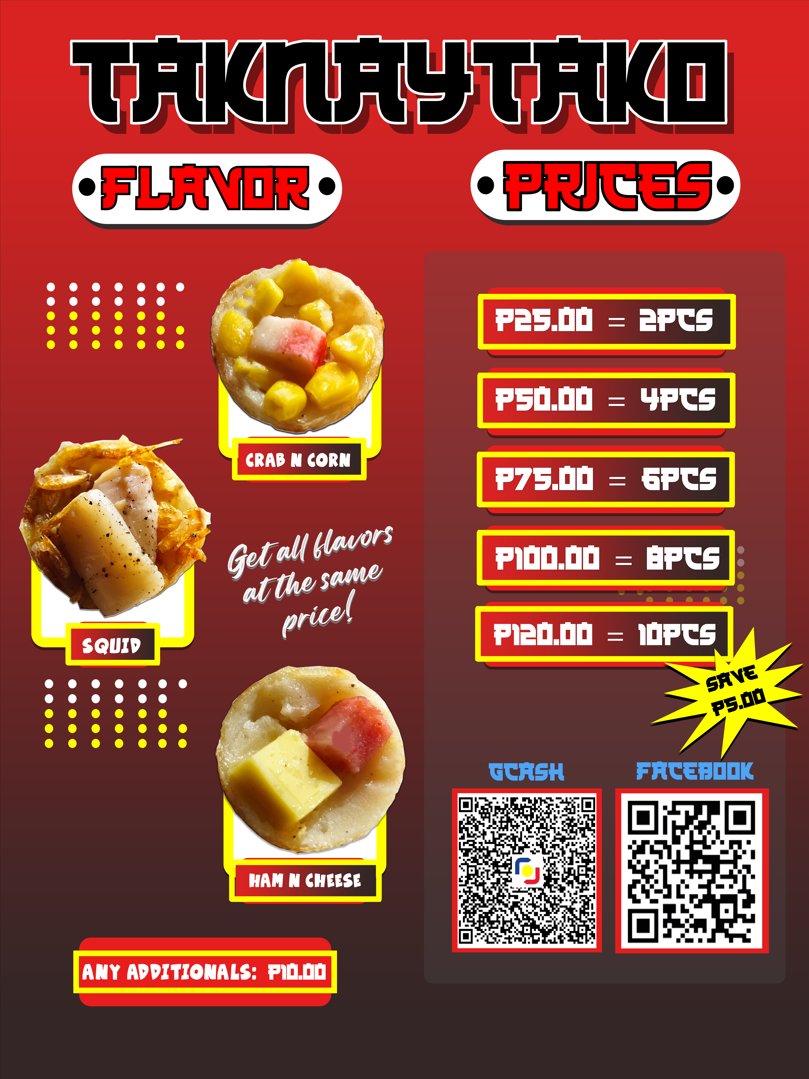 TAKNAYTAKO
FLAVOR
PRICES
CRAB N CORN
SQUID
Get all flavors
at the same
price!
HAM N CHEESE
ANY ADDITIONALS: ₱10.00
₱25.00 = 2PCS
₱50.00 = 4PCS
₱75.00 = 6PCS
₱100.00 = 8PCS
₱120.00 = 10PCS
SAVE
₱5.00
GCASH
FACEBOOK